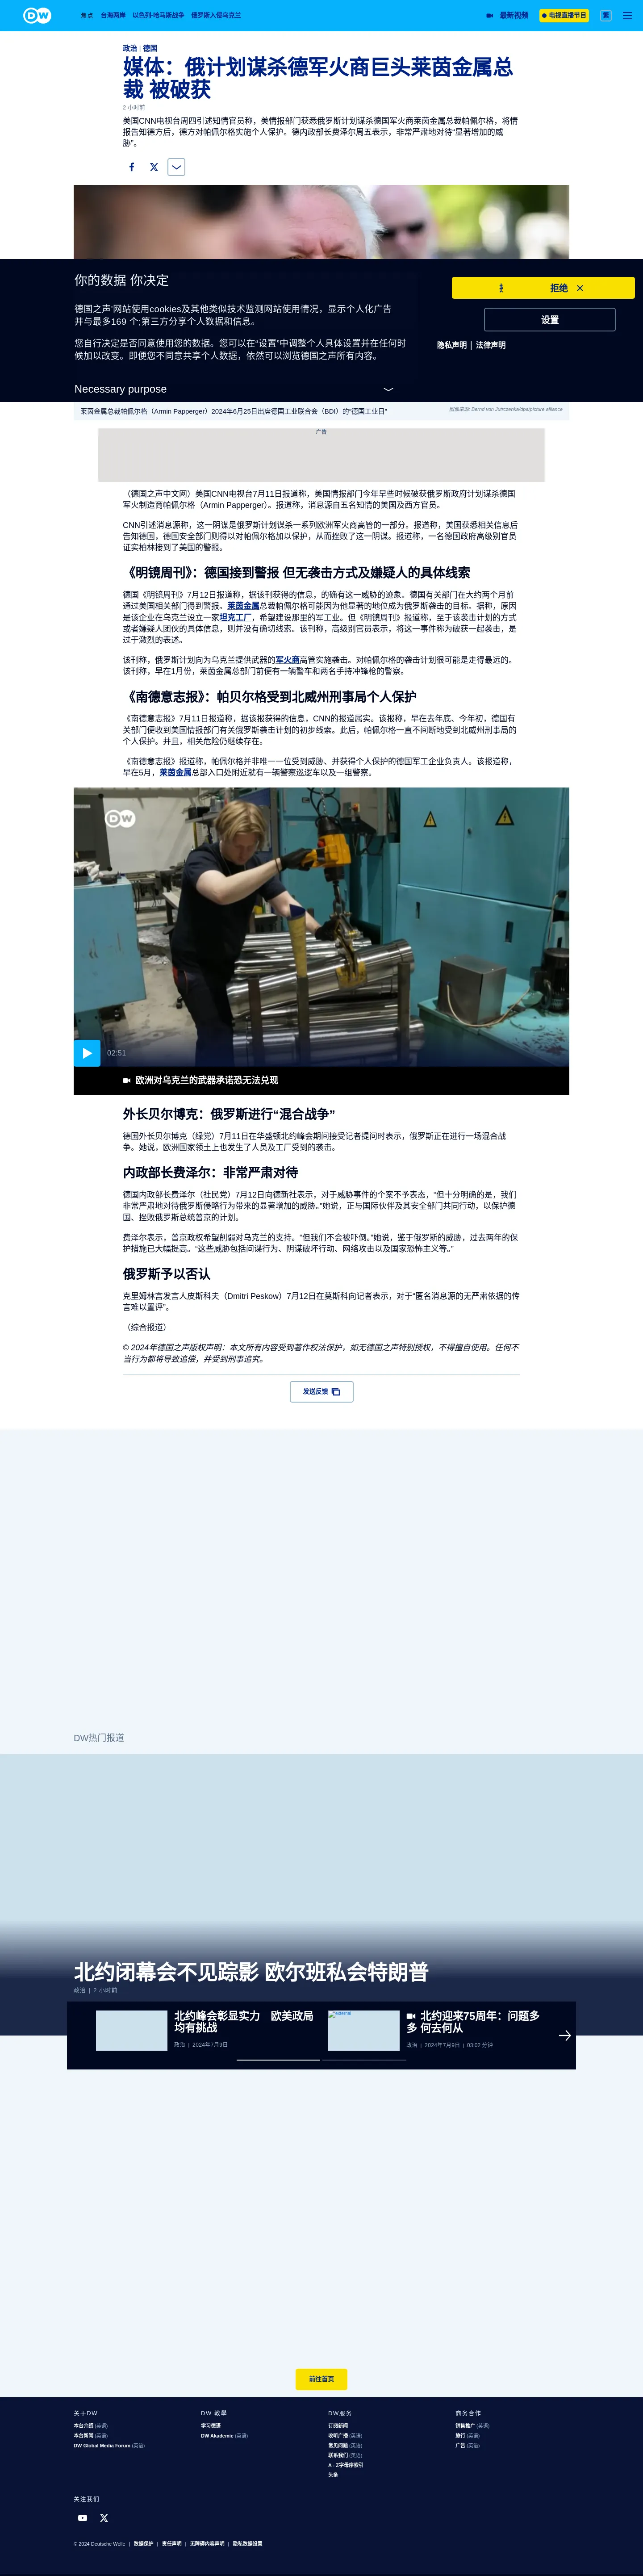 DW
焦点 台海两岸 以色列-哈马斯战争 俄罗斯入侵乌克兰
最新视频
电视直播节目
繁
政治 | 德国
媒体：俄计划谋杀德军火商巨头莱茵金属总
裁 被破获
2 小时前
美国CNN电视台周四引述知情官员称，美情报部门获悉俄罗斯计划谋杀德国军火商莱茵金属总裁帕佩尔格，将情
报告知德方后，德方对帕佩尔格实施个人保护。德内政部长费泽尔周五表示，非常严肃地对待“显著增加的威
胁”。
你的数据 你决定
德国之声˙网站使用cookies及其他类似技术监测网站使用情况，显示个人化广告
并与最多169 个;第三方分享个人数据和信息。
您自行决定是否同意使用您的数据。您可以在“设置”中调整个人具体设置并在任何时
候加以改变。即便您不同意共享个人数据，依然可以浏览德国之声所有内容。
Necessary purpose
拒绝
设置
隐私声明 | 法律声明
莱茵金属总裁帕佩尔格（Armin Papperger）2024年6月25日出席德国工业联合会（BDI）的“德国工业日”
图像来源: Bernd von Jutrczenka/dpa/picture alliance
广告
（德国之声中文网）美国CNN电视台7月11日报道称，美国情报部门今年早些时候破获俄罗斯政府计划谋杀德国
军火制造商帕佩尔格（Armin Papperger）。报道称，消息源自五名知情的美国及西方官员。
CNN引述消息源称，这一阴谋是俄罗斯计划谋杀一系列欧洲军火商高管的一部分。报道称，美国获悉相关信息后
告知德国，德国安全部门则得以对帕佩尔格加以保护，从而挫败了这一阴谋。报道称，一名德国政府高级别官员
证实柏林接到了美国的警报。
《明镜周刊》：德国接到警报 但无袭击方式及嫌疑人的具体线索
德国《明镜周刊》7月12日报道称，据该刊获得的信息，的确有这一威胁的迹象。德国有关部门在大约两个月前
通过美国相关部门得到警报。莱茵金属总裁帕佩尔格可能因为他显著的地位成为俄罗斯袭击的目标。据称，原因
是该企业在乌克兰设立一家坦克工厂，希望建设那里的军工业。但《明镜周刊》报道称，至于该袭击计划的方式
或者嫌疑人团伙的具体信息，则并没有确切线索。该刊称，高级别官员表示，将这一事件称为破获一起袭击，是
过于激烈的表述。
该刊称，俄罗斯计划向为乌克兰提供武器的军火商高管实施袭击。对帕佩尔格的袭击计划很可能是走得最远的。
该刊称，早在1月份，莱茵金属总部门前便有一辆警车和两名手持冲锋枪的警察。
《南德意志报》：帕贝尔格受到北威州刑事局个人保护
《南德意志报》7月11日报道称，据该报获得的信息，CNN的报道属实。该报称，早在去年底、今年初，德国有
关部门便收到美国情报部门有关俄罗斯袭击计划的初步线索。此后，帕佩尔格一直不间断地受到北威州刑事局的
个人保护。并且，相关危险仍继续存在。
《南德意志报》报道称，帕佩尔格并非唯一一位受到威胁、并获得个人保护的德国军工企业负责人。该报道称，
早在5月，莱茵金属总部入口处附近就有一辆警察巡逻车以及一组警察。
DW
02:51
欧洲对乌克兰的武器承诺恐无法兑现
外长贝尔博克：俄罗斯进行“混合战争”
德国外长贝尔博克（绿党）7月11日在华盛顿北约峰会期间接受记者提问时表示，俄罗斯正在进行一场混合战
争。她说，欧洲国家领土上也发生了人员及工厂受到的袭击。
内政部长费泽尔：非常严肃对待
德国内政部长费泽尔（社民党）7月12日向德新社表示，对于威胁事件的个案不予表态，“但十分明确的是，我们
非常严肃地对待俄罗斯侵略行为带来的显著增加的威胁。”她说，正与国际伙伴及其安全部门共同行动，以保护德
国、挫败俄罗斯总统普京的计划。
费泽尔表示，普京政权希望削弱对乌克兰的支持。“但我们不会被吓倒。”她说，鉴于俄罗斯的威胁，过去两年的保
护措施已大幅提高。“这些威胁包括间谍行为、阴谋破坏行动、网络攻击以及国家恐怖主义等。”
俄罗斯予以否认
克里姆林宫发言人皮斯科夫（Dmitri Peskow）7月12日在莫斯科向记者表示，对于“匿名消息源的无严肃依据的传
言难以置评”。
（综合报道）
© 2024年德国之声版权声明：本文所有内容受到著作权法保护，如无德国之声特别授权，不得擅自使用。任何不
当行为都将导致追偿，并受到刑事追究。
发送反馈
DW热门报道
北约闭幕会不见踪影 欧尔班私会特朗普
政治 | 2 小时前
北约峰会彰显实力 欧美政局
均有挑战
政治 | 2024年7月9日
external
北约迎来75周年：问题多
多 何去何从
政治 | 2024年7月9日 | 03:02 分钟
前往首页
关于DW
本台介绍 (英语)
本台新闻 (英语)
DW Global Media Forum (英语)
DW 教學
学习德语
DW Akademie (英语)
DW服务
订阅新闻
收听广播 (英语)
常见问题 (英语)
联系我们 (英语)
A - Z字母序索引
头条
商务合作
销售推广 (英语)
旅行 (英语)
广告 (英语)
关注我们
© 2024 Deutsche Welle | 数据保护 | 责任声明 | 无障碍内容声明 | 隐私数据设置